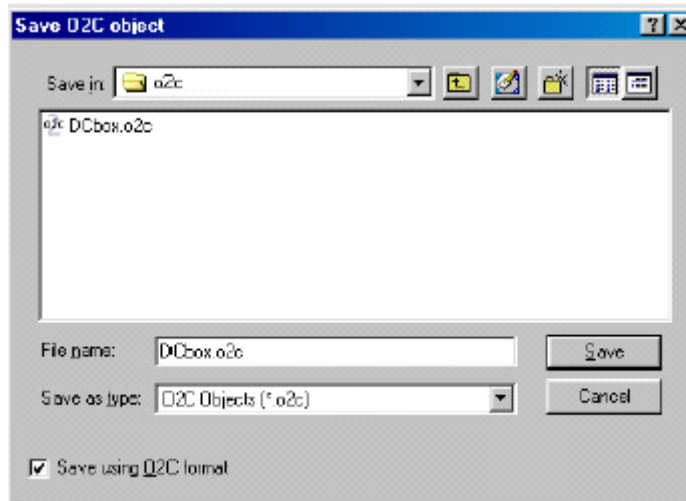 Save O2C object
Save in: o2c
DCbox.o2c
File name: DCbox.o2c
Save
Save as type: O2C Objects (*.o2c)
Cancel
Save using O2C format